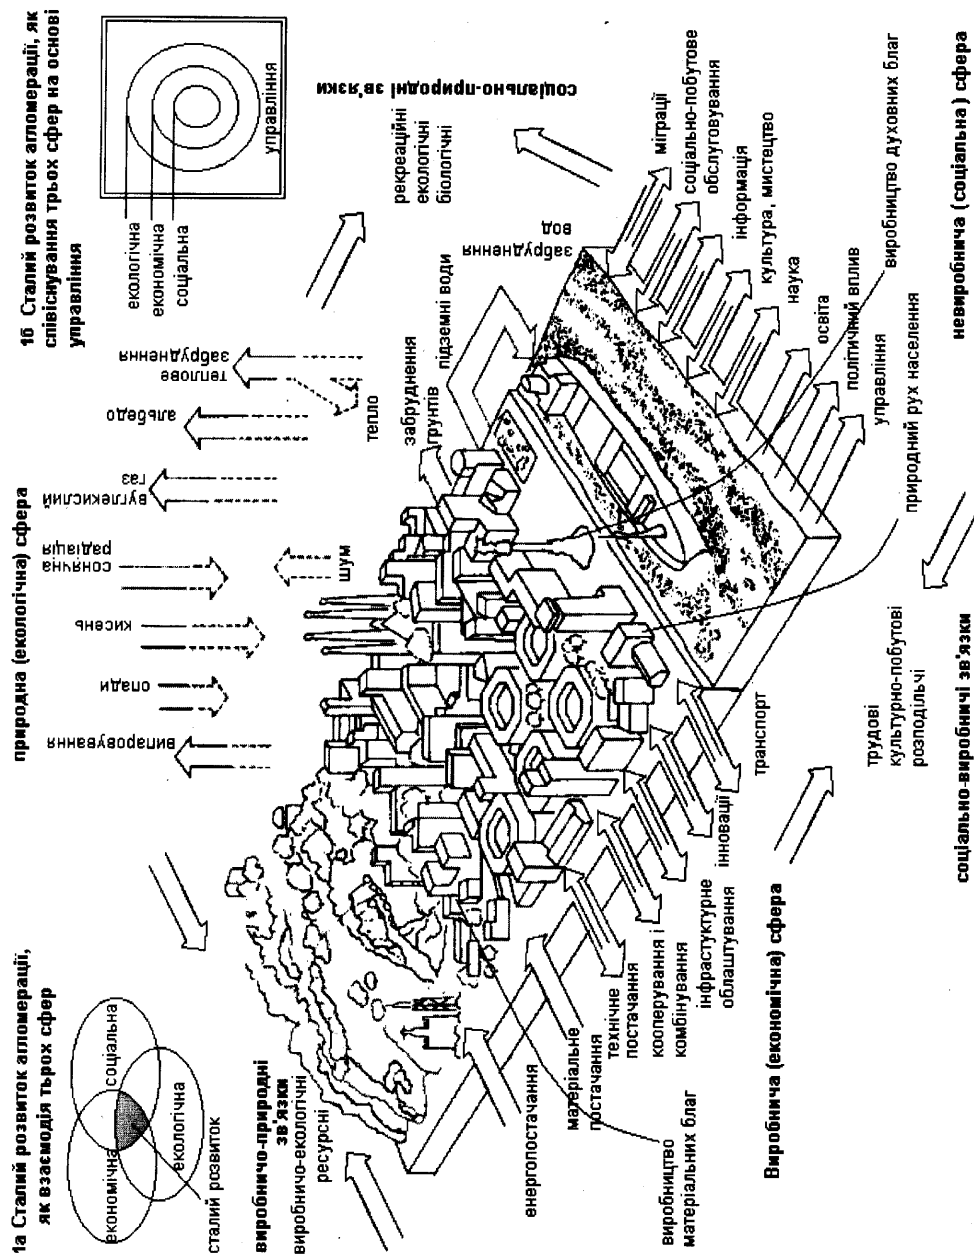 1а Сталий розвиток агломерації,
як взаємодія тьрох сфер
економічна
соціальна
екологічна
сталий розвиток
природна (екологічна) сфера
1б Сталий розвиток агломерації, як
співіснування трьох сфер на основі
управління
екологічна
економічна
соціальна
управління
випаровування
опади
кисень
сонячна
радіація
шум
вуглекислий
газ
альбедо
теплове
забруднення
тепло
забруднення
грунтів
підземні води
забруднення
вод
соціально-природні зв'язки
рекреаційні
екологічні
біологічні
виробничо-природні
зв'язки
виробничо-екологічні
ресурсні
енергопостачання
матеріальне
постачання
технічне
постачання
кооперування і
комбінування
інфраструктурне
облаштування
інновації
транспорт
виробництво
матеріальних благ
Виробнича (економічна) сфера
міграції
соціально-побутове
обслуговування
інформація
культура, мистецтво
наука
освіта
політичний вплив
управління
природний рух населення
виробництво духовних благ
трудові
культурно-побутові
розподільчі
соціально-виробничі зв'язки
невиробнича (соціальна) сфера